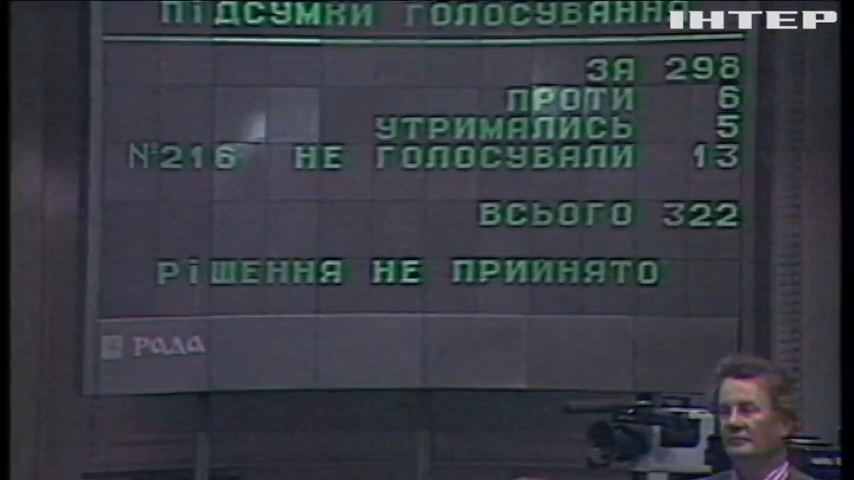 ПІДСУМКИ ГОЛОСУВАННЯ
ІНТЕР
ЗА 298
ПРОТИ 6
УТРИМАЛИСЬ 5
№216 НЕ ГОЛОСУВАЛИ 13
ВСЬОГО 322
РІШЕННЯ НЕ ПРИЙНЯТО
РАДА